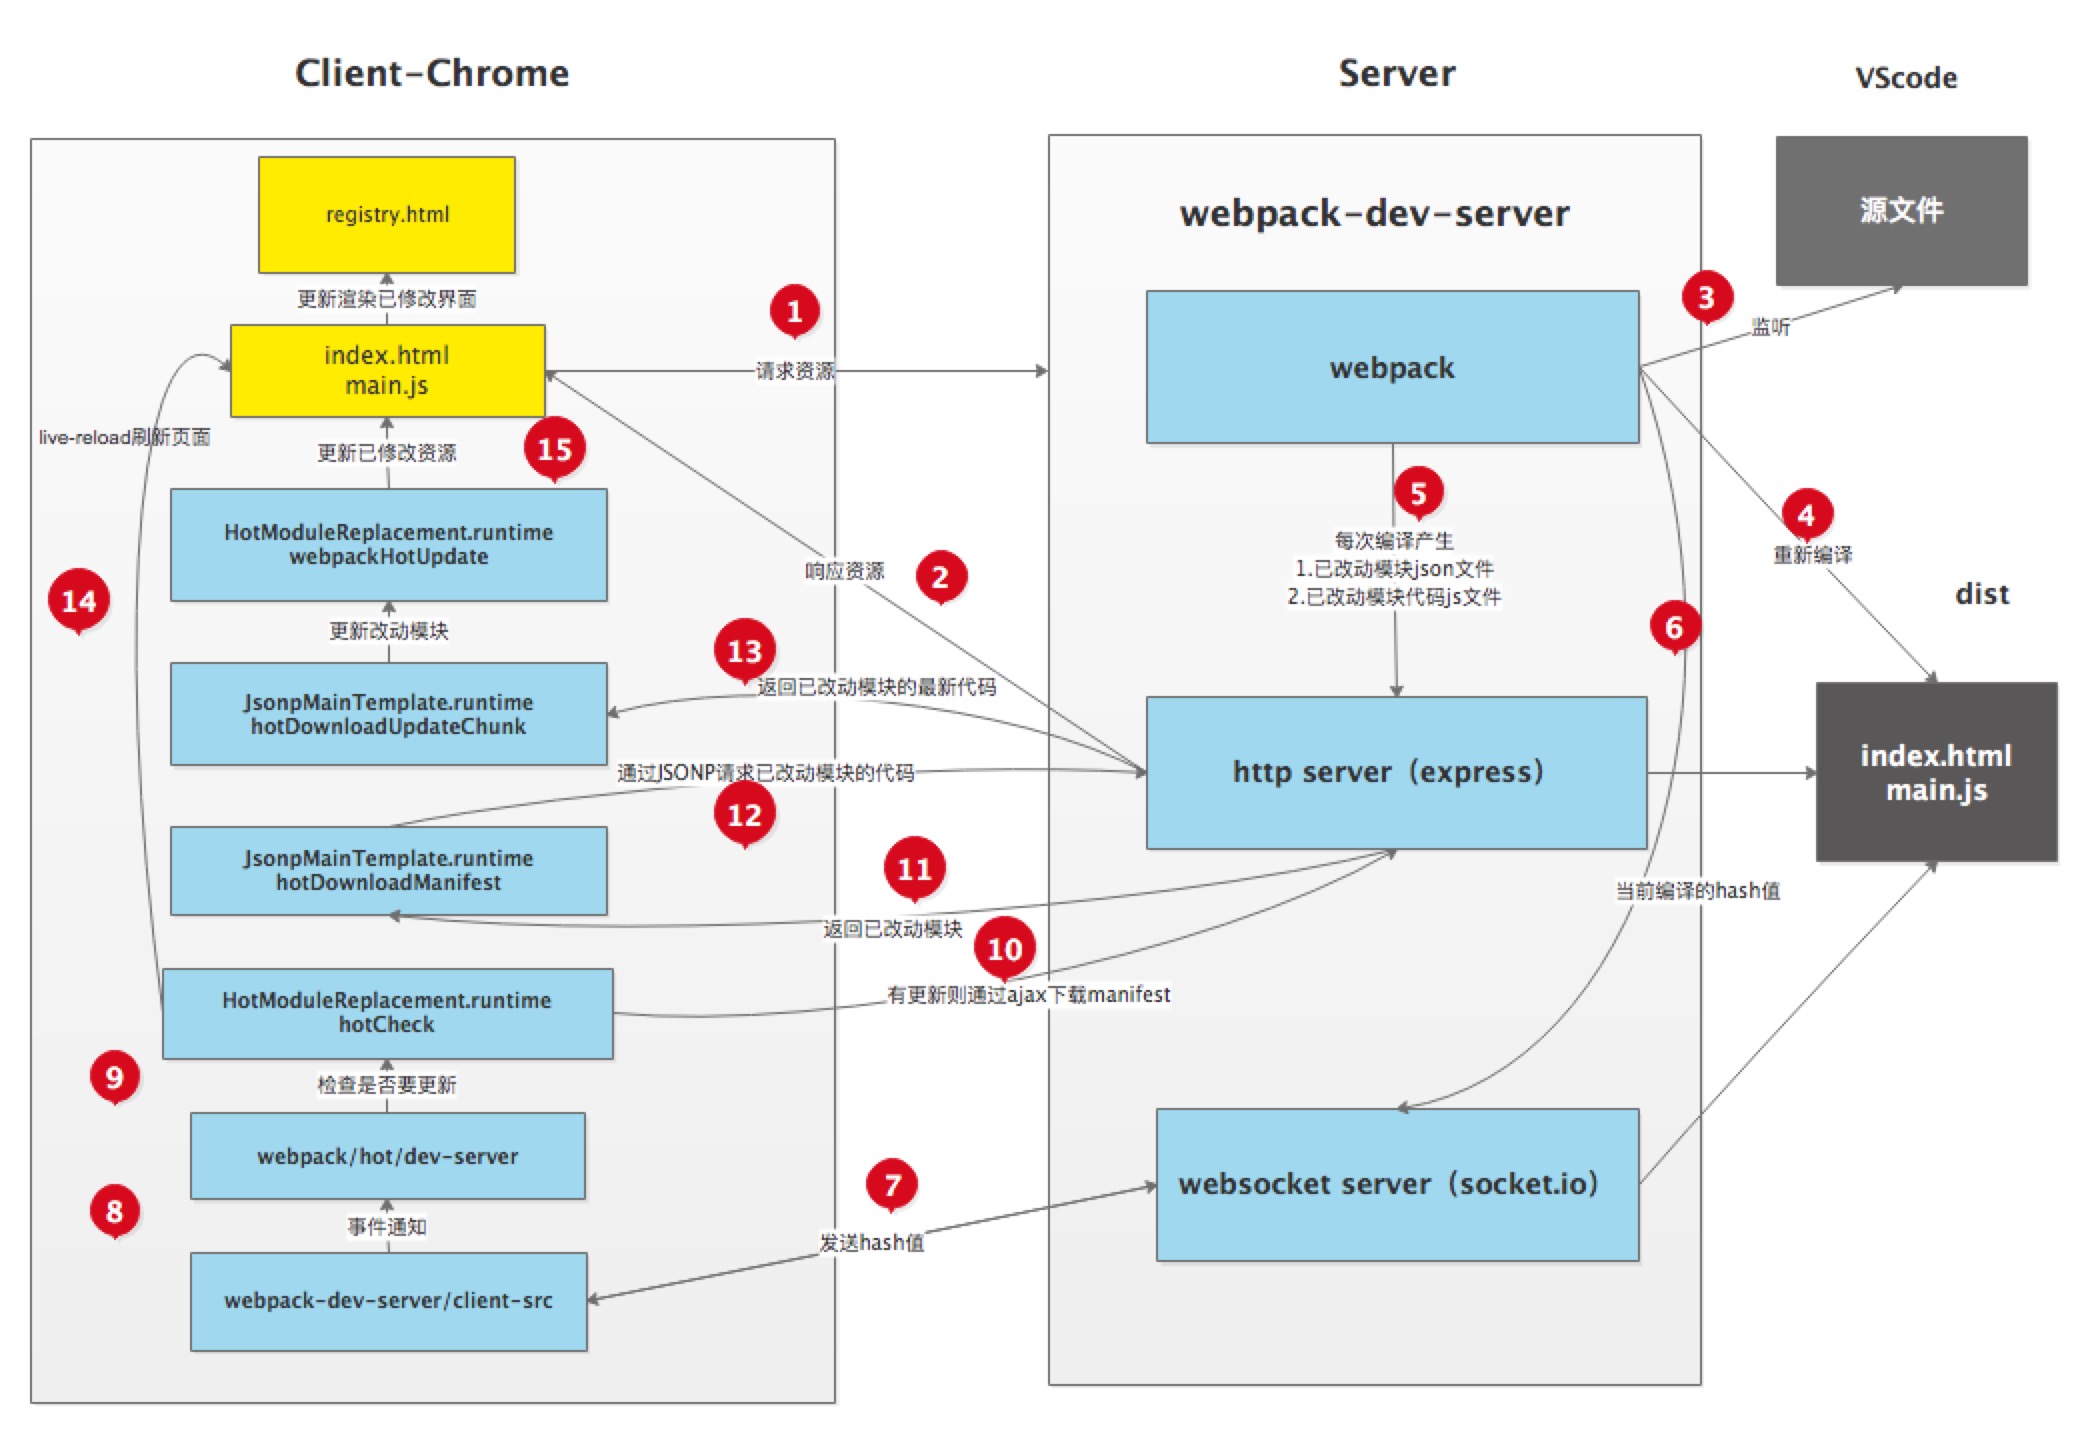 Client-Chrome
Server
VScode
registry.html
更新渲染已修改界面
index.html
main.js
live-reload刷新页面
更新已修改资源
15
HotModuleReplacement.runtime
webpackHotUpdate
14
更新改动模块
JsonpMainTemplate.runtime
hotDownloadUpdateChunk
JsonpMainTemplate.runtime
hotDownloadManifest
HotModuleReplacement.runtime
hotCheck
9
检查是否要更新
webpack/hot/dev-server
8
事件通知
webpack-dev-server/client-src
1
请求资源
响应资源
2
13
返回已改动模块的最新代码
通过JSONP请求已改动模块的代码
12
11
返回已改动模块
10
有更新则通过ajax下载manifest
7
发送hash值
webpack-dev-server
webpack
5
每次编译产生
1.已改动模块json文件
2.已改动模块代码js文件
http server（express）
websocket server（socket.io）
3
监听
源文件
4
重新编译
6
当前编译的hash值
dist
index.html
main.js